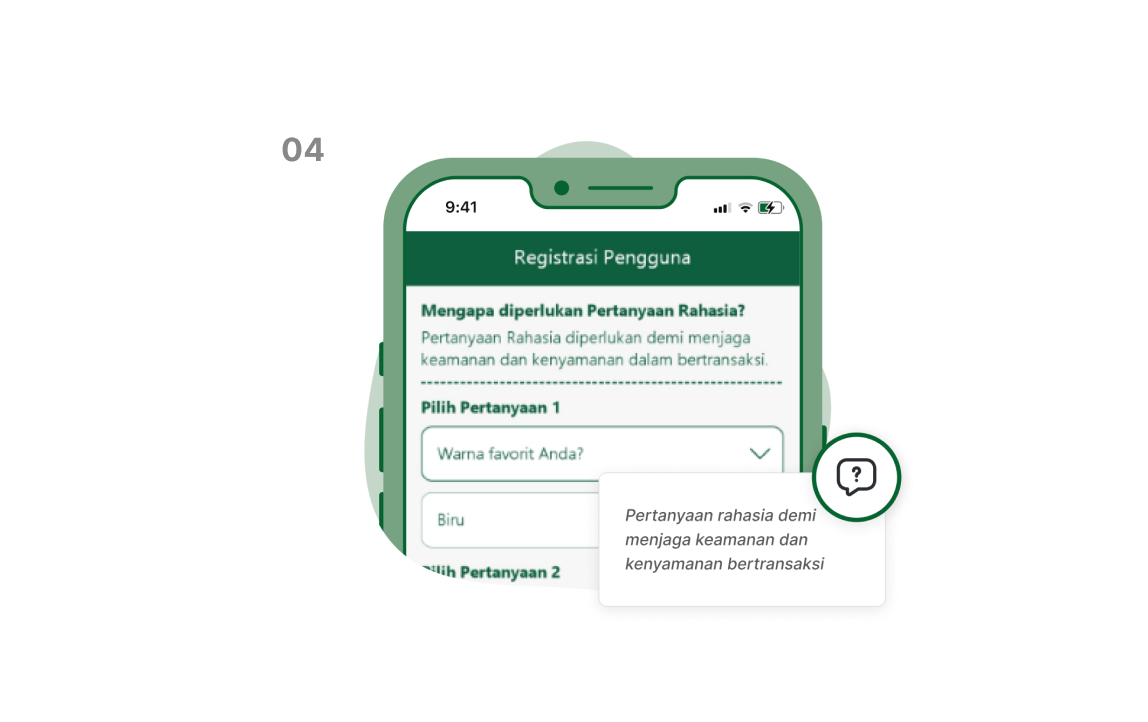 04
9:41
Registrasi Pengguna
Mengapa diperlukan Pertanyaan Rahasia?
Pertanyaan Rahasia diperlukan demi menjaga
keamanan dan kenyamanan dalam bertransaksi.
Pilih Pertanyaan 1
Warna favorit Anda?
Biru
Pilih Pertanyaan 2
?
Pertanyaan rahasia demi
menjaga keamanan dan
kenyamanan bertransaksi